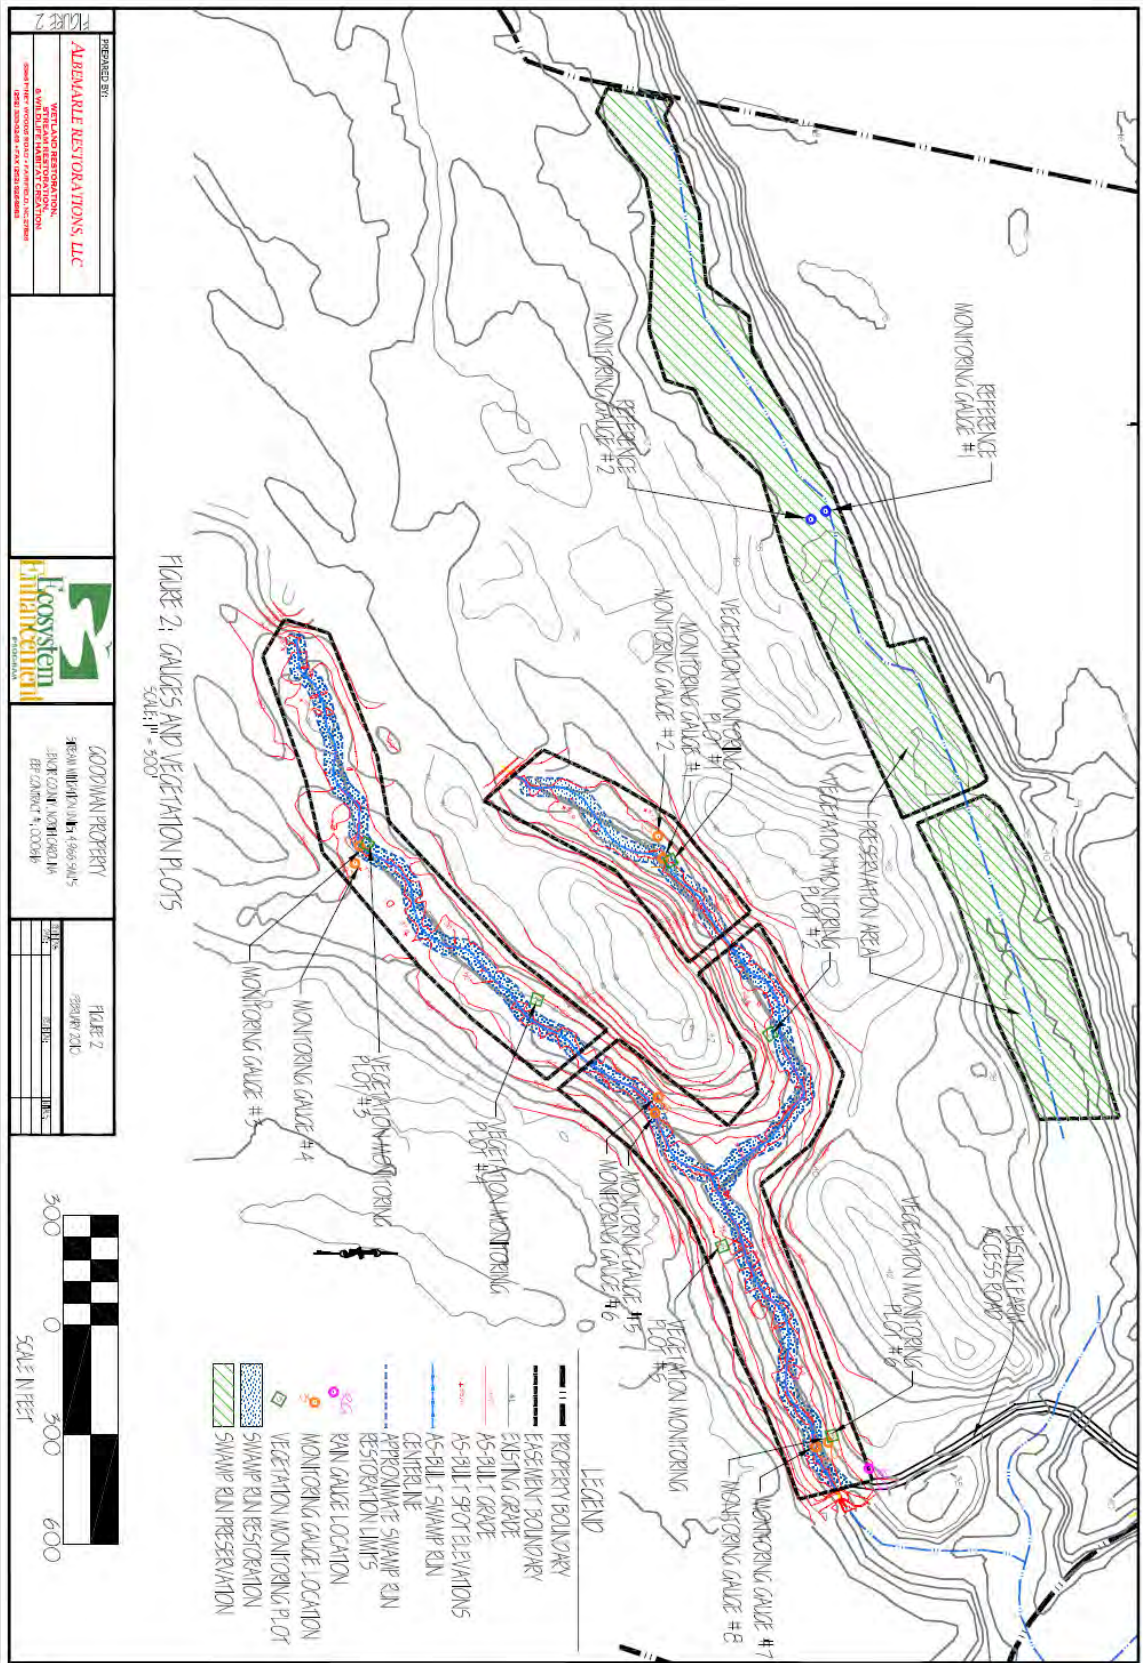 FIGURE 2
PREPARED BY:
ALBEMARLE RESTORATIONS, LLC
WETLAND RESTORATION,
STREAM RESTORATION,
& WILDLIFE HABITAT CREATION
Ecosystem
Enhancement
PROGRAM
GOODMAN PROPERTY
FIGURE 2
FEBRUARY 2010
FIGURE 2: GAUGES AND VEGETATION PLOTS
SCALE: 1" = 300'
REFERENCE
MONITORING GAUGE #1
REFERENCE
MONITORING GAUGE #2
VEGETATION MONITORING
PLOT #1
MONITORING GAUGE #1
MONITORING GAUGE #2
PRESERVATION AREA
VEGETATION MONITORING
PLOT #2
EXISTING FARM
ACCESS ROAD
VEGETATION MONITORING
PLOT #6
MONITORING GAUGE #7
MONITORING GAUGE #8
VEGETATION MONITORING
PLOT #5
MONITORING GAUGE #5
MONITORING GAUGE #6
VEGETATION MONITORING
PLOT #4
VEGETATION MONITORING
PLOT #3
MONITORING GAUGE #4
MONITORING GAUGE #3
LEGEND
PROPERTY BOUNDARY
EASEMENT BOUNDARY
EXISTING GRADE
AS-BUILT GRADE
AS-BUILT SPOT ELEVATIONS
AS-BUILT SWAMP RUN
CENTERLINE
APPROXIMATE SWAMP RUN
RESTORATION LIMITS
RAIN GAUGE LOCATION
MONITORING GAUGE LOCATION
VEGETATION MONITORING PLOT
SWAMP RUN RESTORATION
SWAMP RUN PRESERVATION
300 0 300 600
SCALE IN FEET